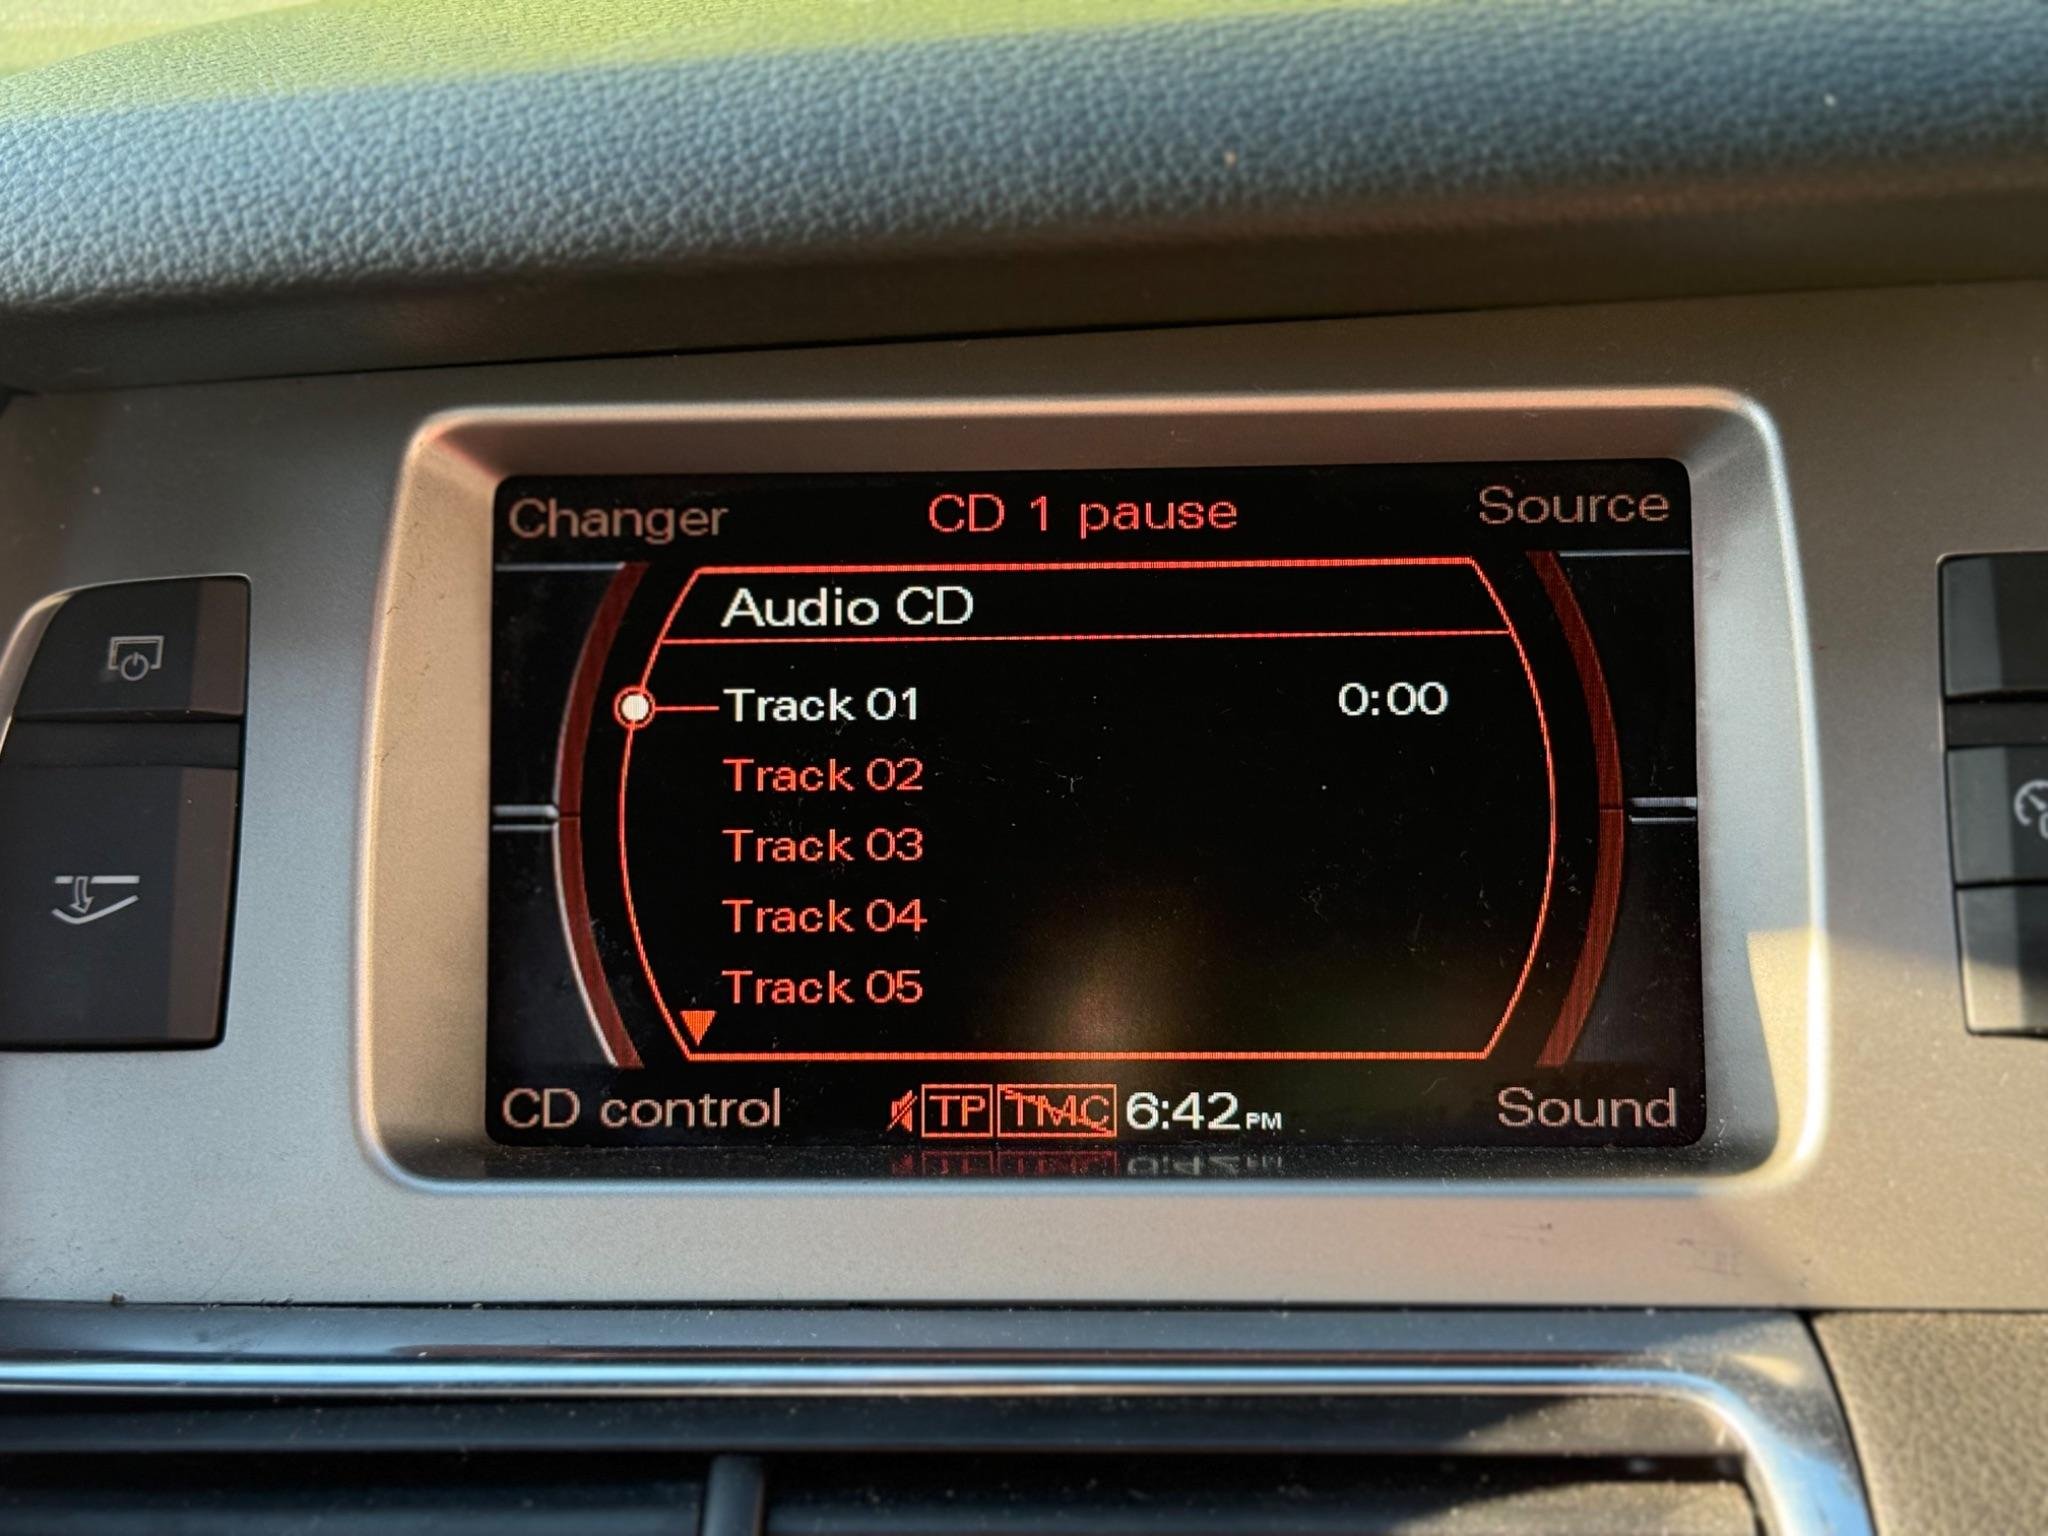 Changer CD 1 pause Source
Audio CD
Track 01 0:00
Track 02
Track 03
Track 04
Track 05
CD control TP TMC 6:42 PM Sound